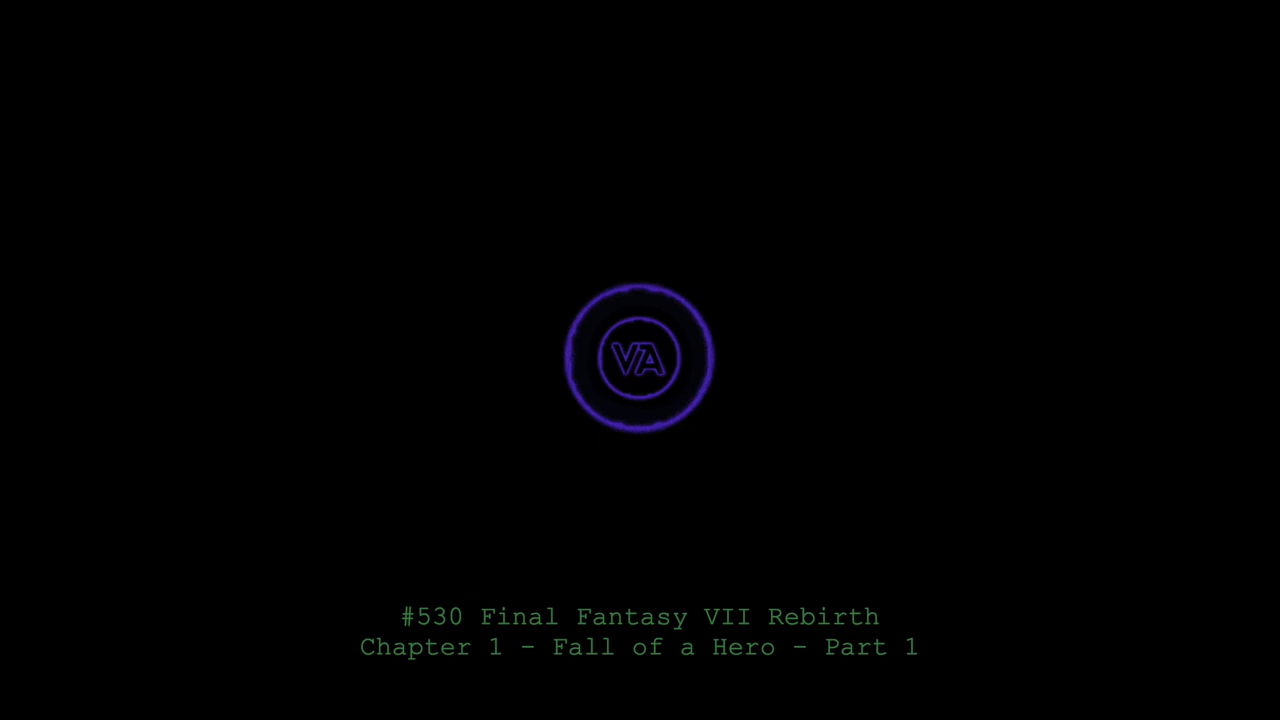 VA
#530 Final Fantasy VII Rebirth
Chapter 1 – Fall of a Hero – Part 1